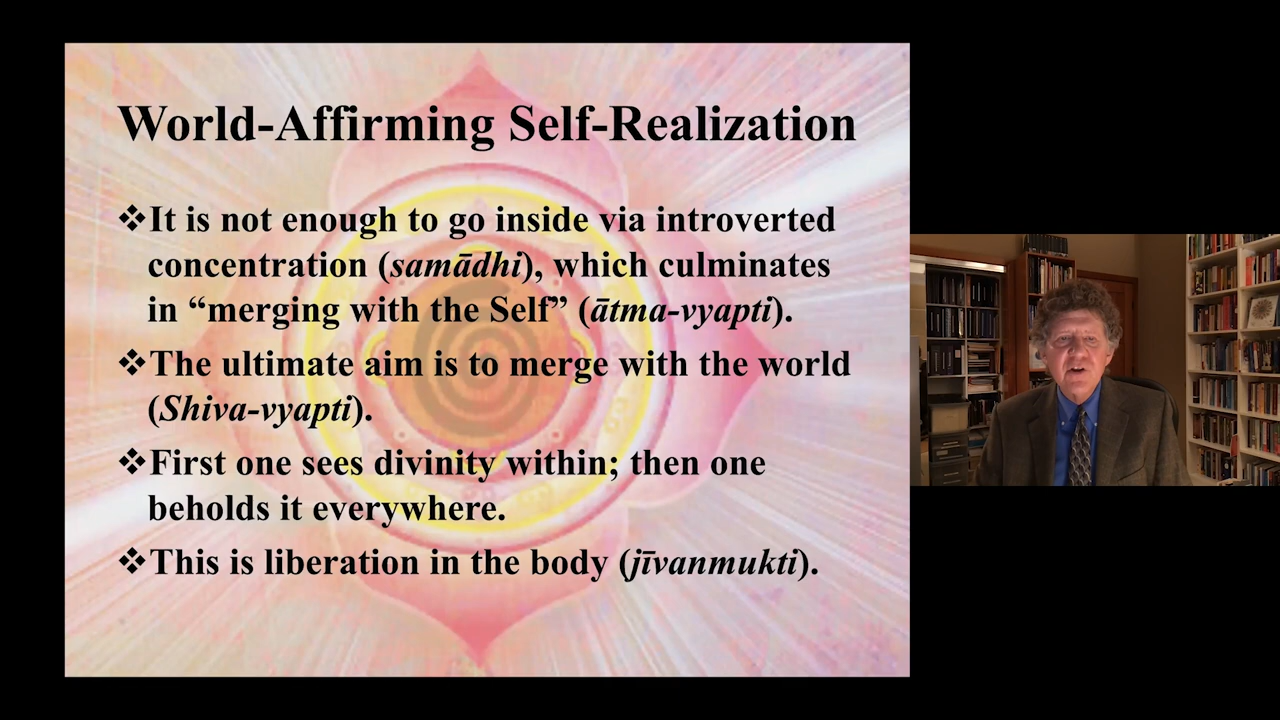 World-Affirming Self-Realization
❖It is not enough to go inside via introverted
concentration (samādhi), which culminates
in “merging with the Self” (ātma-vyapti).
❖The ultimate aim is to merge with the world
(Shiva-vyapti).
❖First one sees divinity within; then one
beholds it everywhere.
❖This is liberation in the body (jīvanmukti).